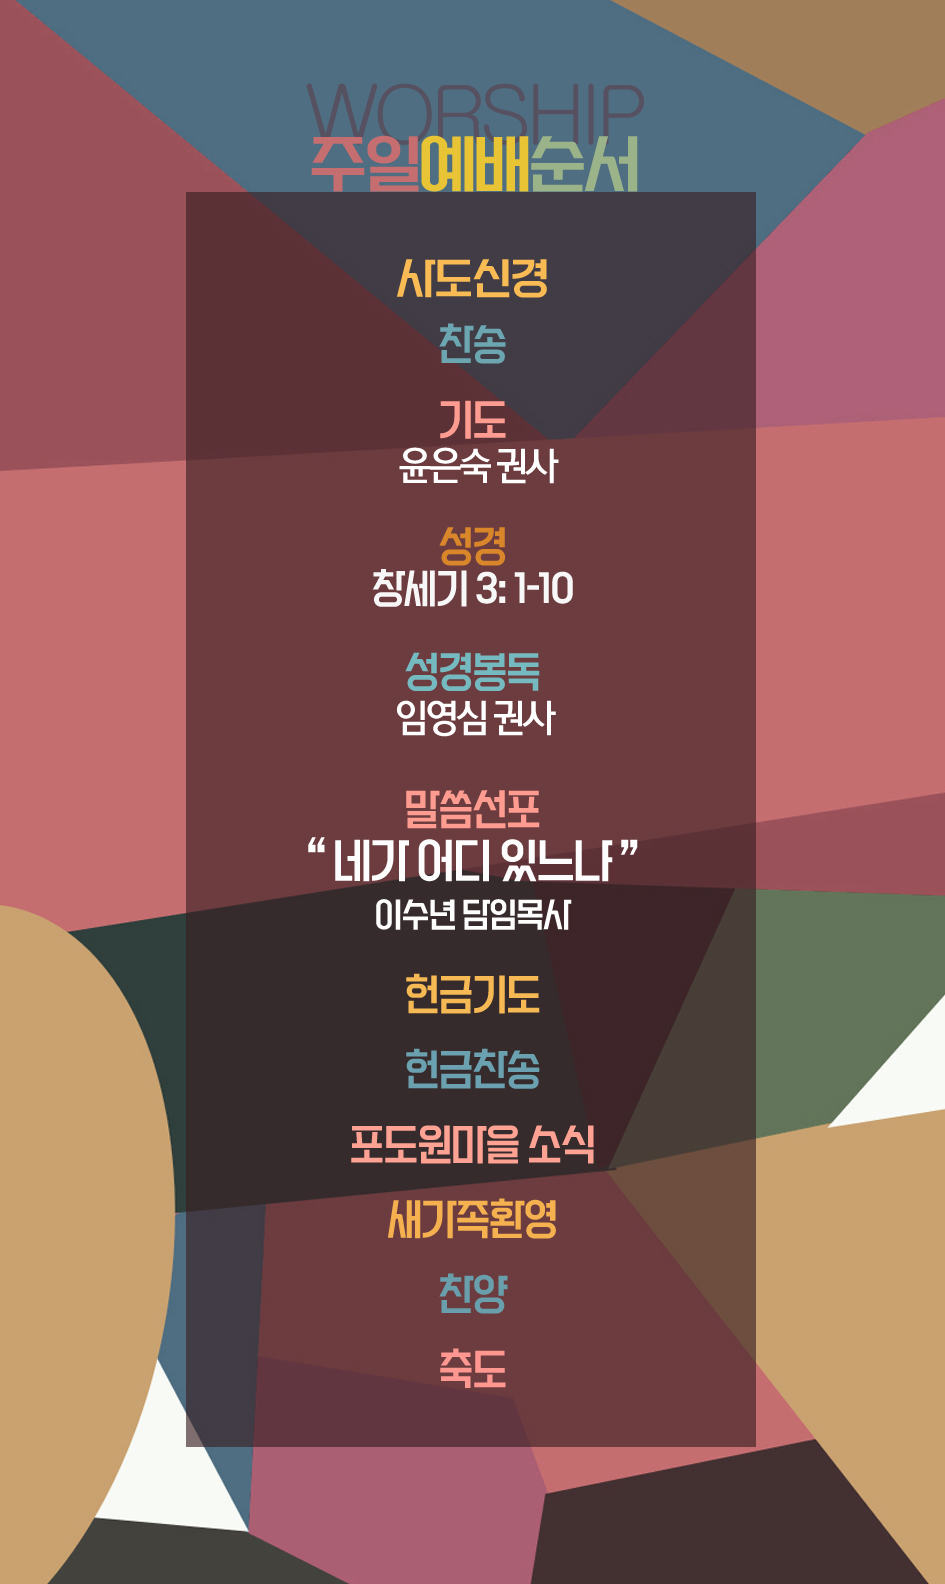 WORSHIP
주일예배순서
사도신경
찬송
기도
윤은숙 권사
성경
창세기 3: 1-10
성경봉독
임영심 권사
말씀선포
“ 네가 어디 있느냐 ”
이수년 담임목사
헌금기도
헌금찬송
포도원마을 소식
새가족환영
찬양
축도